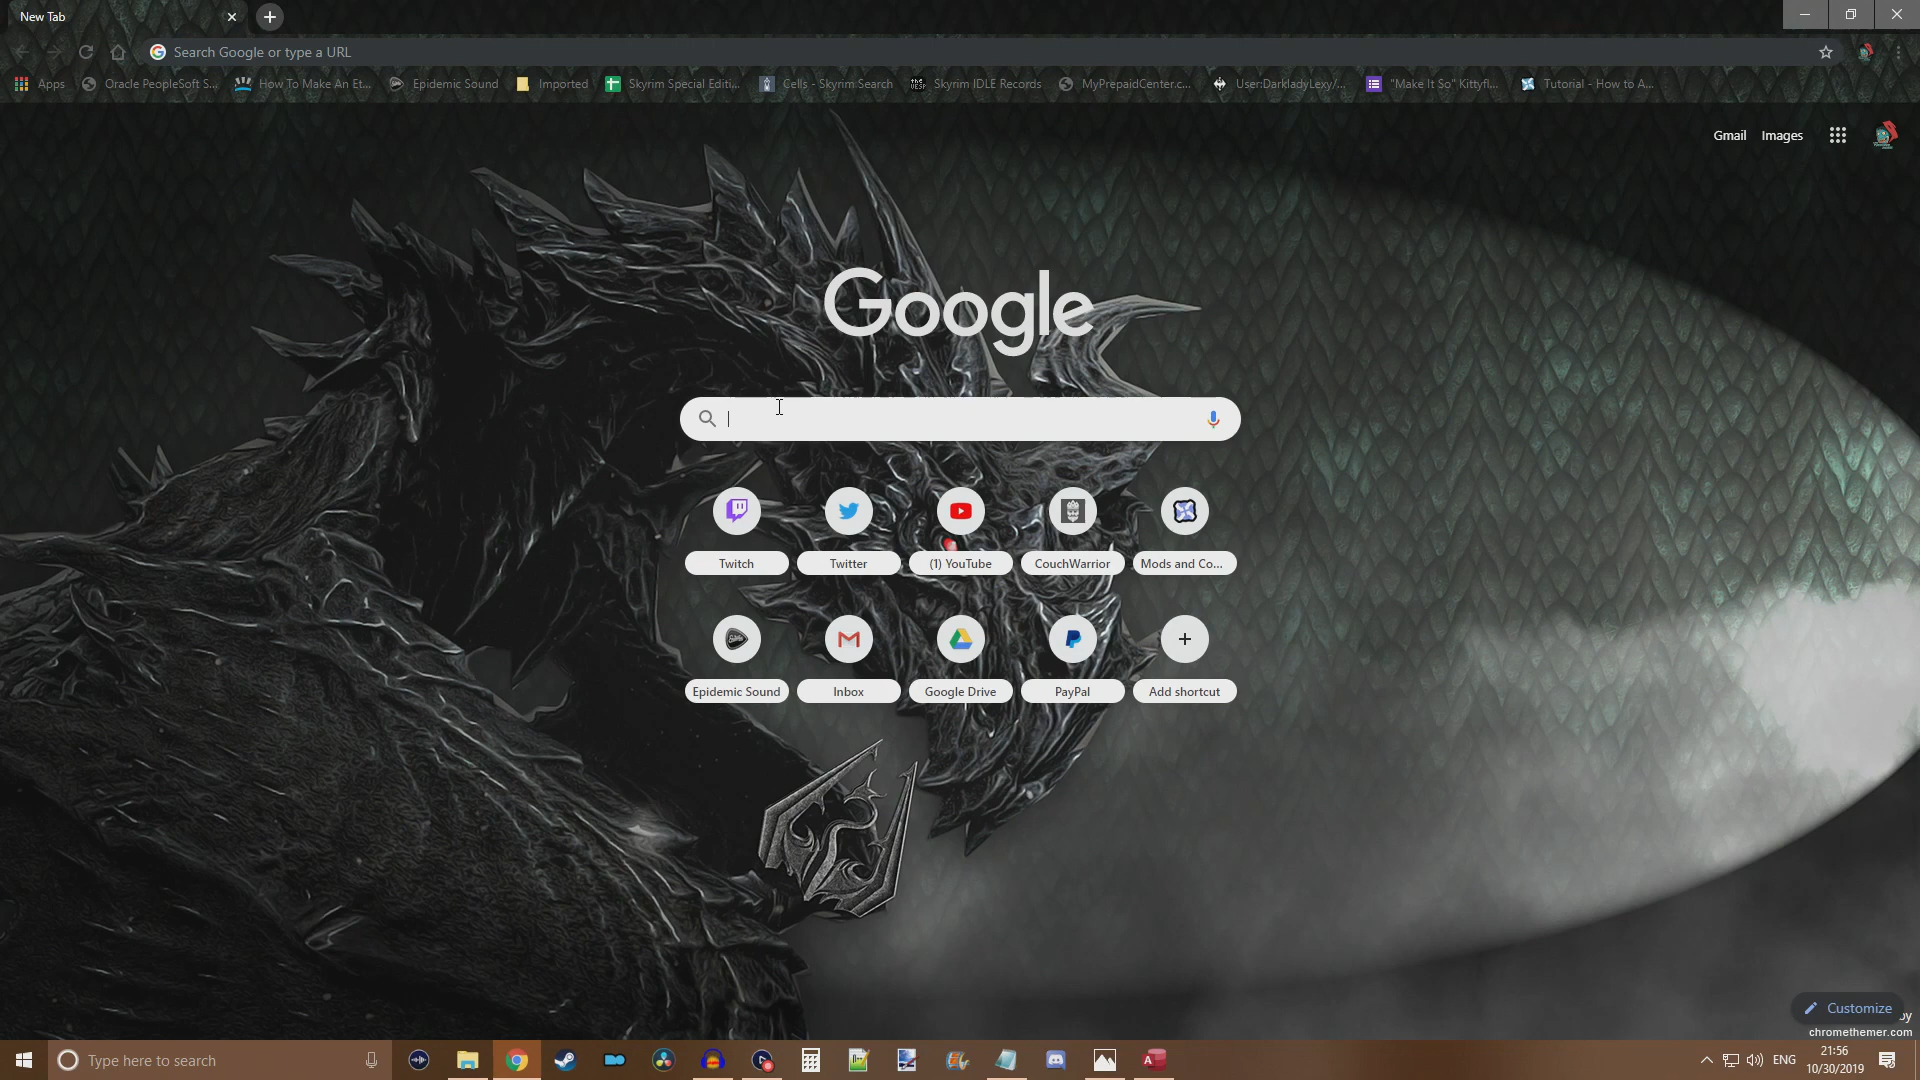 New Tab
Search Google or type a URL
Apps
Oracle PeopleSoft S...
How To Make An Et...
Epidemic Sound
Imported
Skyrim Special Editi...
Cells - Skyrim Search
Skyrim IDLE Records
MyPrepaidCenter.c...
User:DarkladyLexy/...
"Make It So" Kittyfl...
Tutorial - How to A...
Gmail
Images
Google
Twitch
Twitter
(1) YouTube
CouchWarrior
Mods and Co...
Epidemic Sound
Inbox
Google Drive
PayPal
Add shortcut
Customize
chromethemer.com
Type here to search
ENG
21:56
10/30/2019